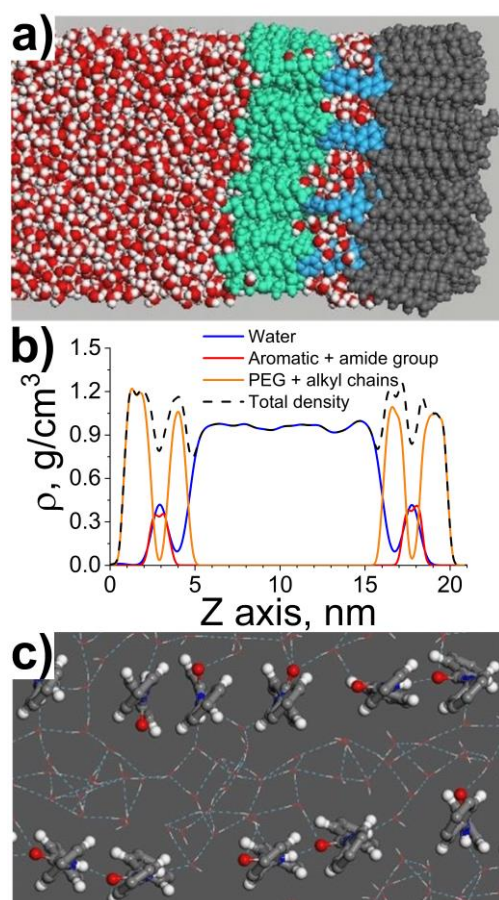 a)
b)
Water
Aromatic + amide group
PEG + alkyl chains
Total density
ρ, g/cm³
1.5
1.2
0.9
0.6
0.3
0.0
0 5 10 15 20
Z axis, nm
c)